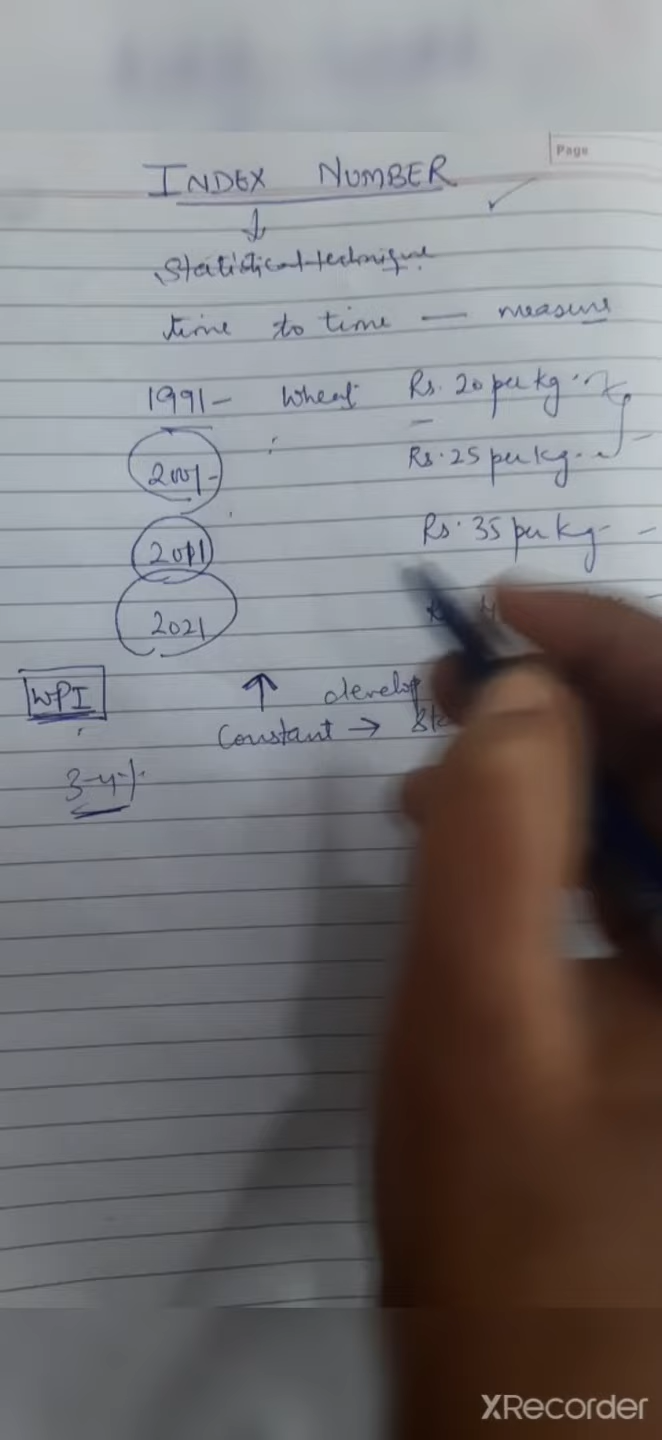 Page
INDEX NUMBER
Statistical technique
time to time — measure
1991 - Wheat Rs. 20 per kg.
2001 - Rs. 25 per kg.
2011 Rs. 35 per kg -
2021
WPI
↑ develop
Constant →
3-4%
XRecorder